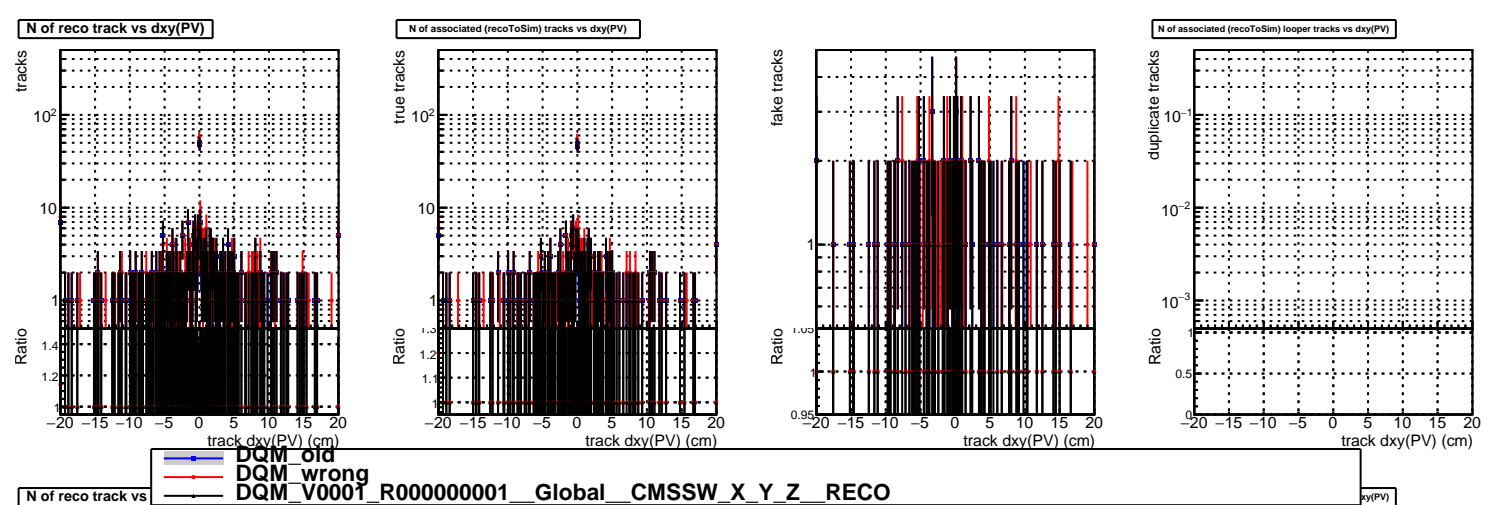 N of reco track vs dxy(PV)
N of associated (recoToSim) tracks vs dxy(PV)
N of associated (recoToSim) looper tracks vs dxy(PV)
tracks
10²
10
1
Ratio
1.4
1.2
1
−20 −15 −10 −5 0 5 10 15 20
track dxy(PV) (cm)
true tracks
10²
10
1
Ratio
1.3
1.2
1.1
−20 −15 −10 −5 0 5 10 15 20
track dxy(PV) (cm)
fake tracks
1
Ratio
1.05
1
0.95
−20 −15 −10 −5 0 5 10 15 20
track dxy(PV) (cm)
duplicate tracks
10⁻¹
10⁻²
10⁻³
Ratio
1
0.5
0
−20 −15 −10 −5 0 5 10 15 20
track dxy(PV) (cm)
DQM_old
DQM_wrong
DQM_V0001_R000000001__Global__CMSSW_X_Y_Z__RECO
N of reco track vs
xy(PV)